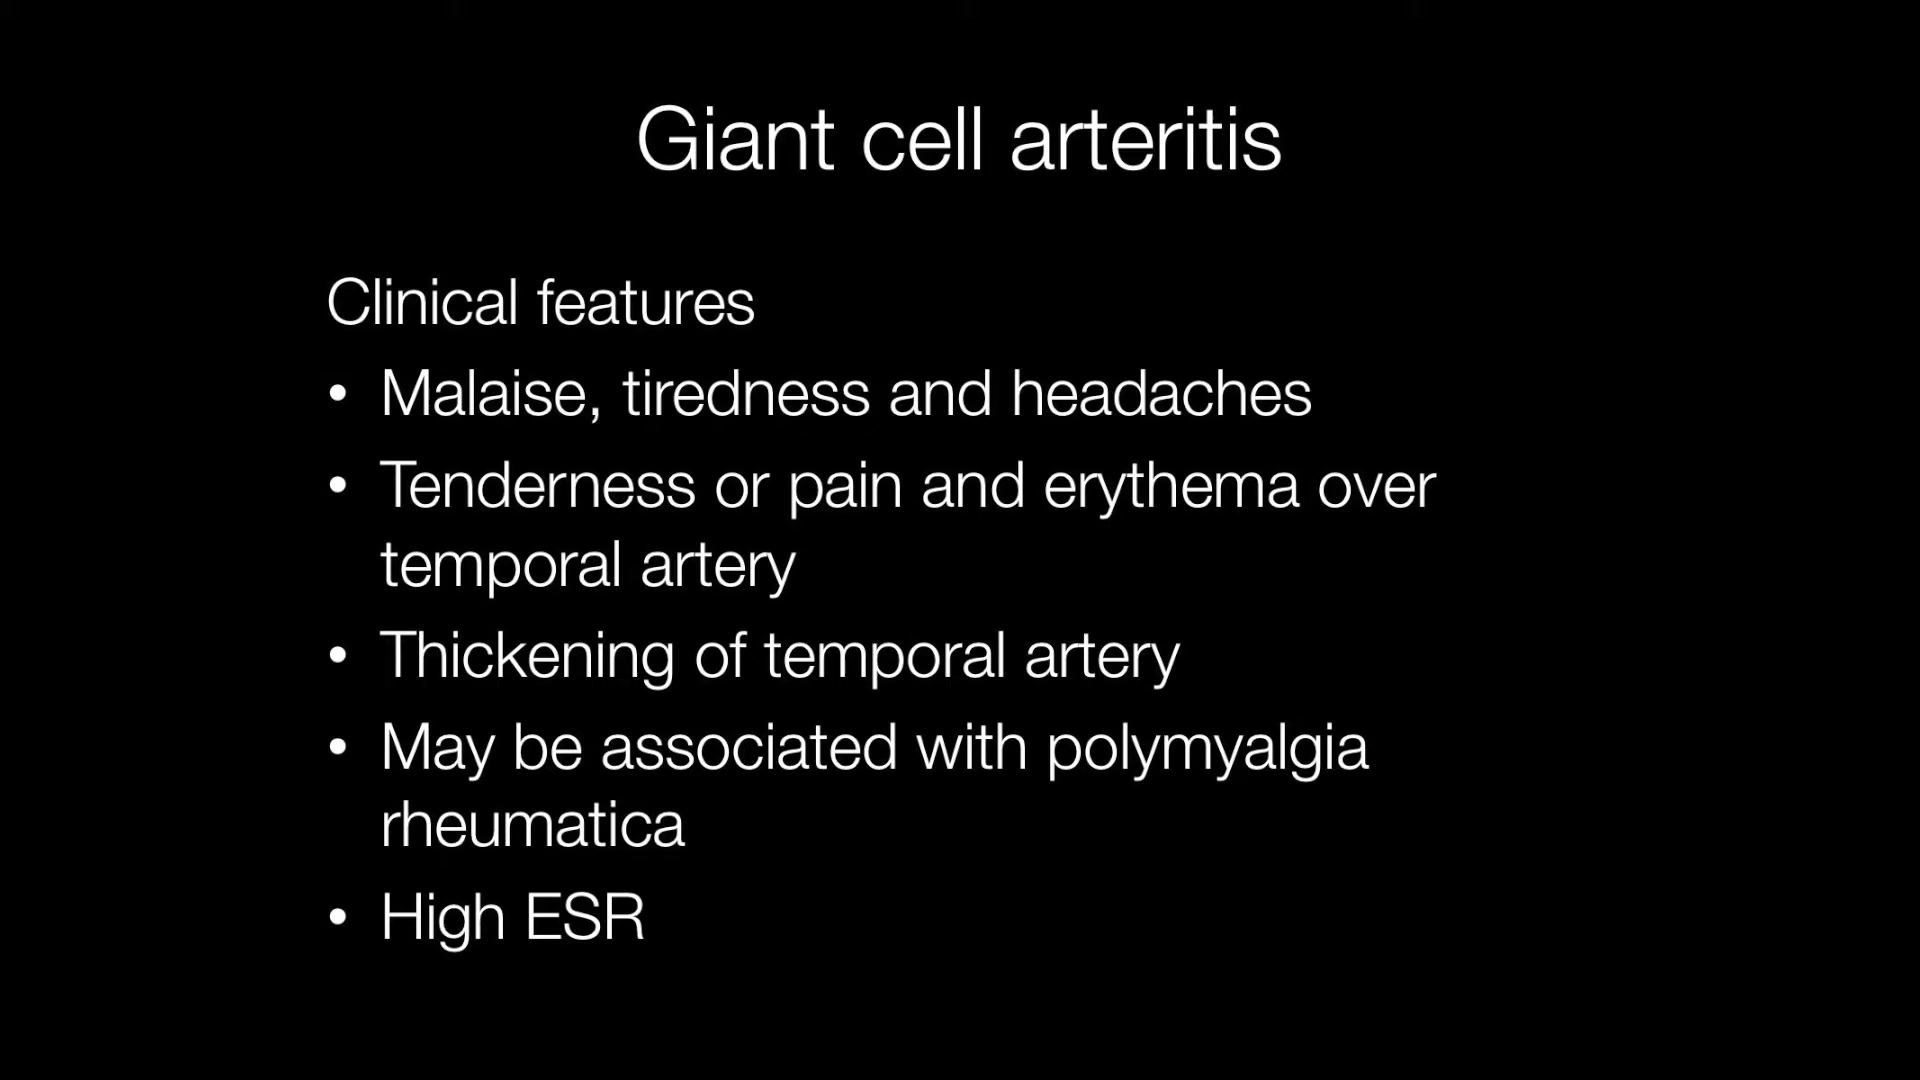 Giant cell arteritis
Clinical features
• Malaise, tiredness and headaches
• Tenderness or pain and erythema over
temporal artery
• Thickening of temporal artery
• May be associated with polymyalgia
rheumatica
• High ESR